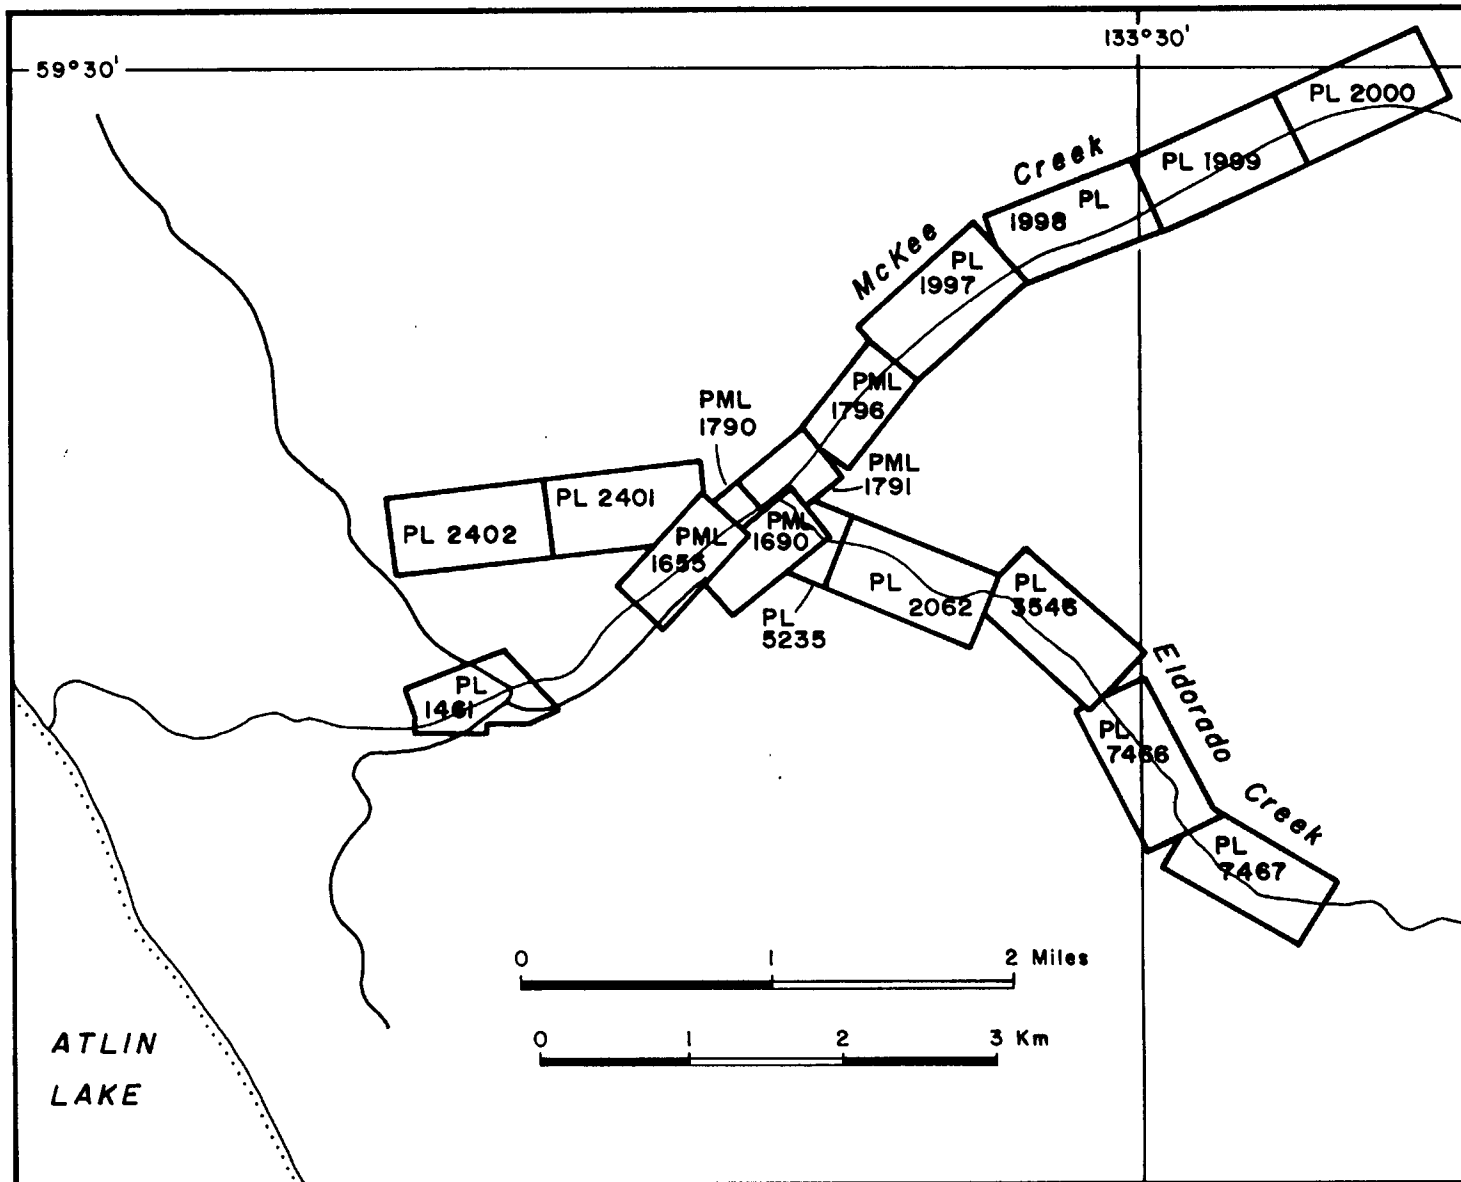 133°30'
59°30'
PL 2000
Creek
PL 1999
PL
1998
McKee
PL
1997
PML
1796
PML
1790
PML
1791
PL 2401
PL 2402
PML
1690
PML
1655
PL
2062
PL
3546
PL
5235
Eldorado
PL
1461
PL
7466
Creek
PL
7467
0 1 2 Miles
0 1 2 3 Km
ATLIN
LAKE